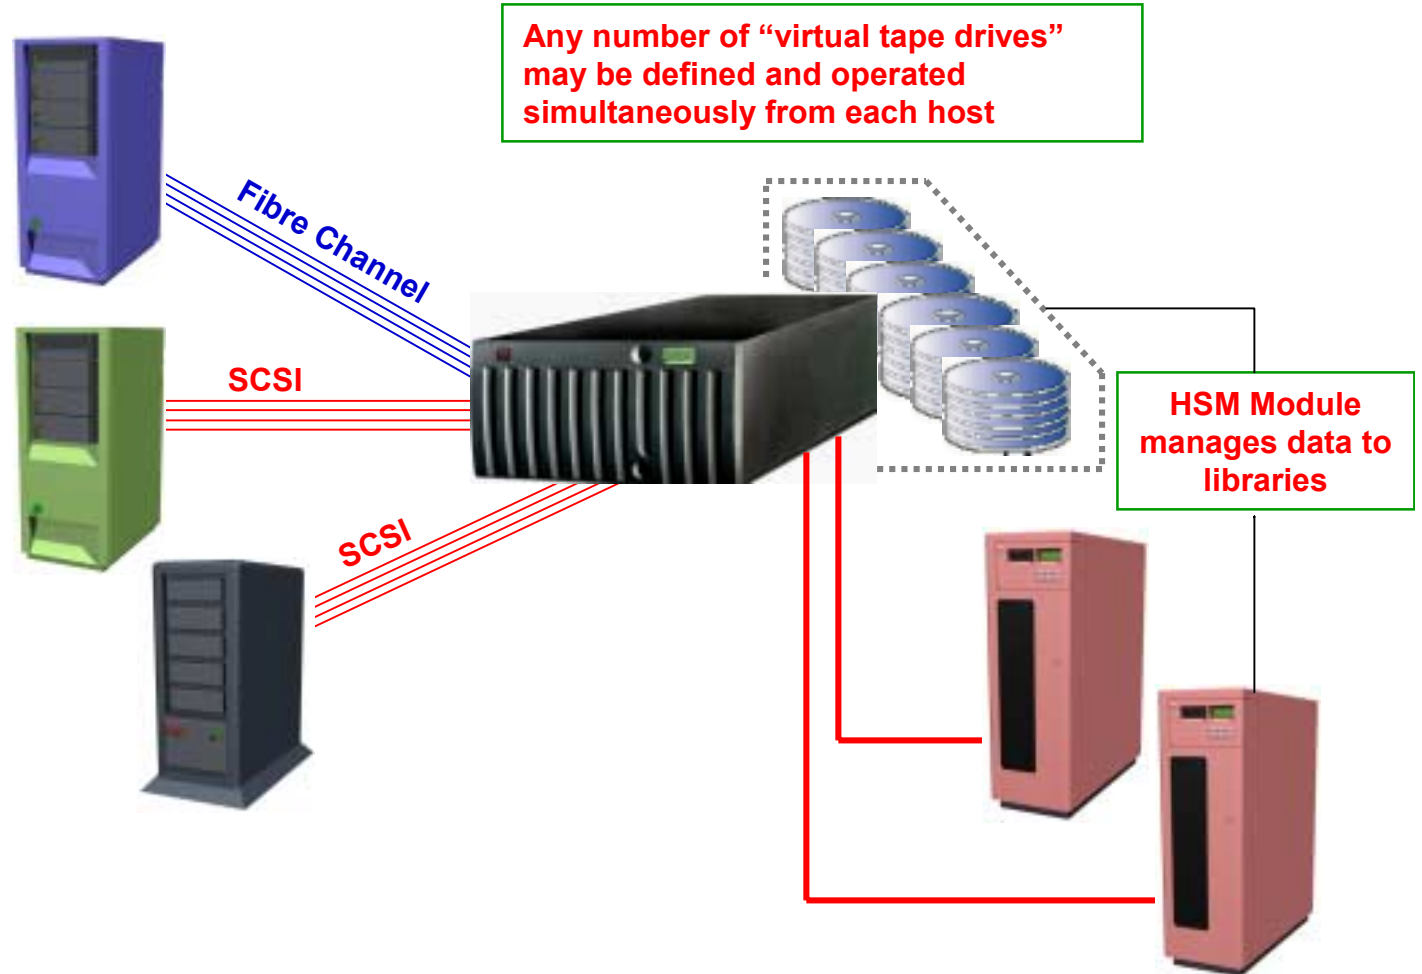 Any number of “virtual tape drives”
may be defined and operated
simultaneously from each host
Fibre Channel
SCSI
SCSI
HSM Module
manages data to
libraries